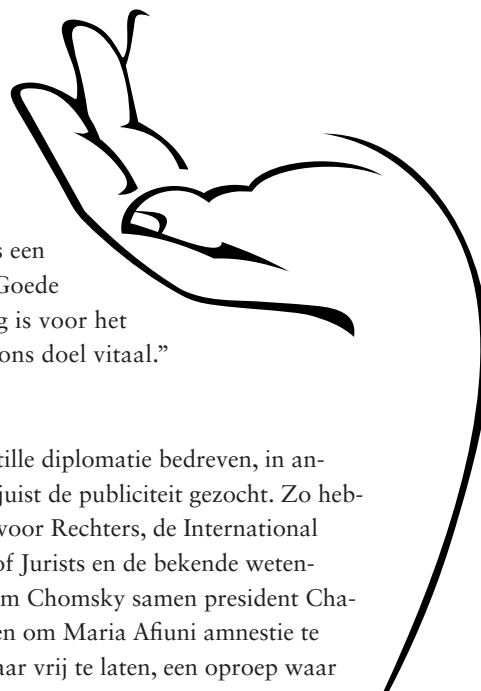 een
Goede
g is voor het
ons doel vitaal.”
tille diplomatie bedreven, in an-
juist de publiciteit gezocht. Zo heb-
voor Rechters, de International
of Jurists en de bekende weten-
m Chomsky samen president Cha-
en om Maria Afiuni amnestie te
aar vrij te laten, een oproep waar